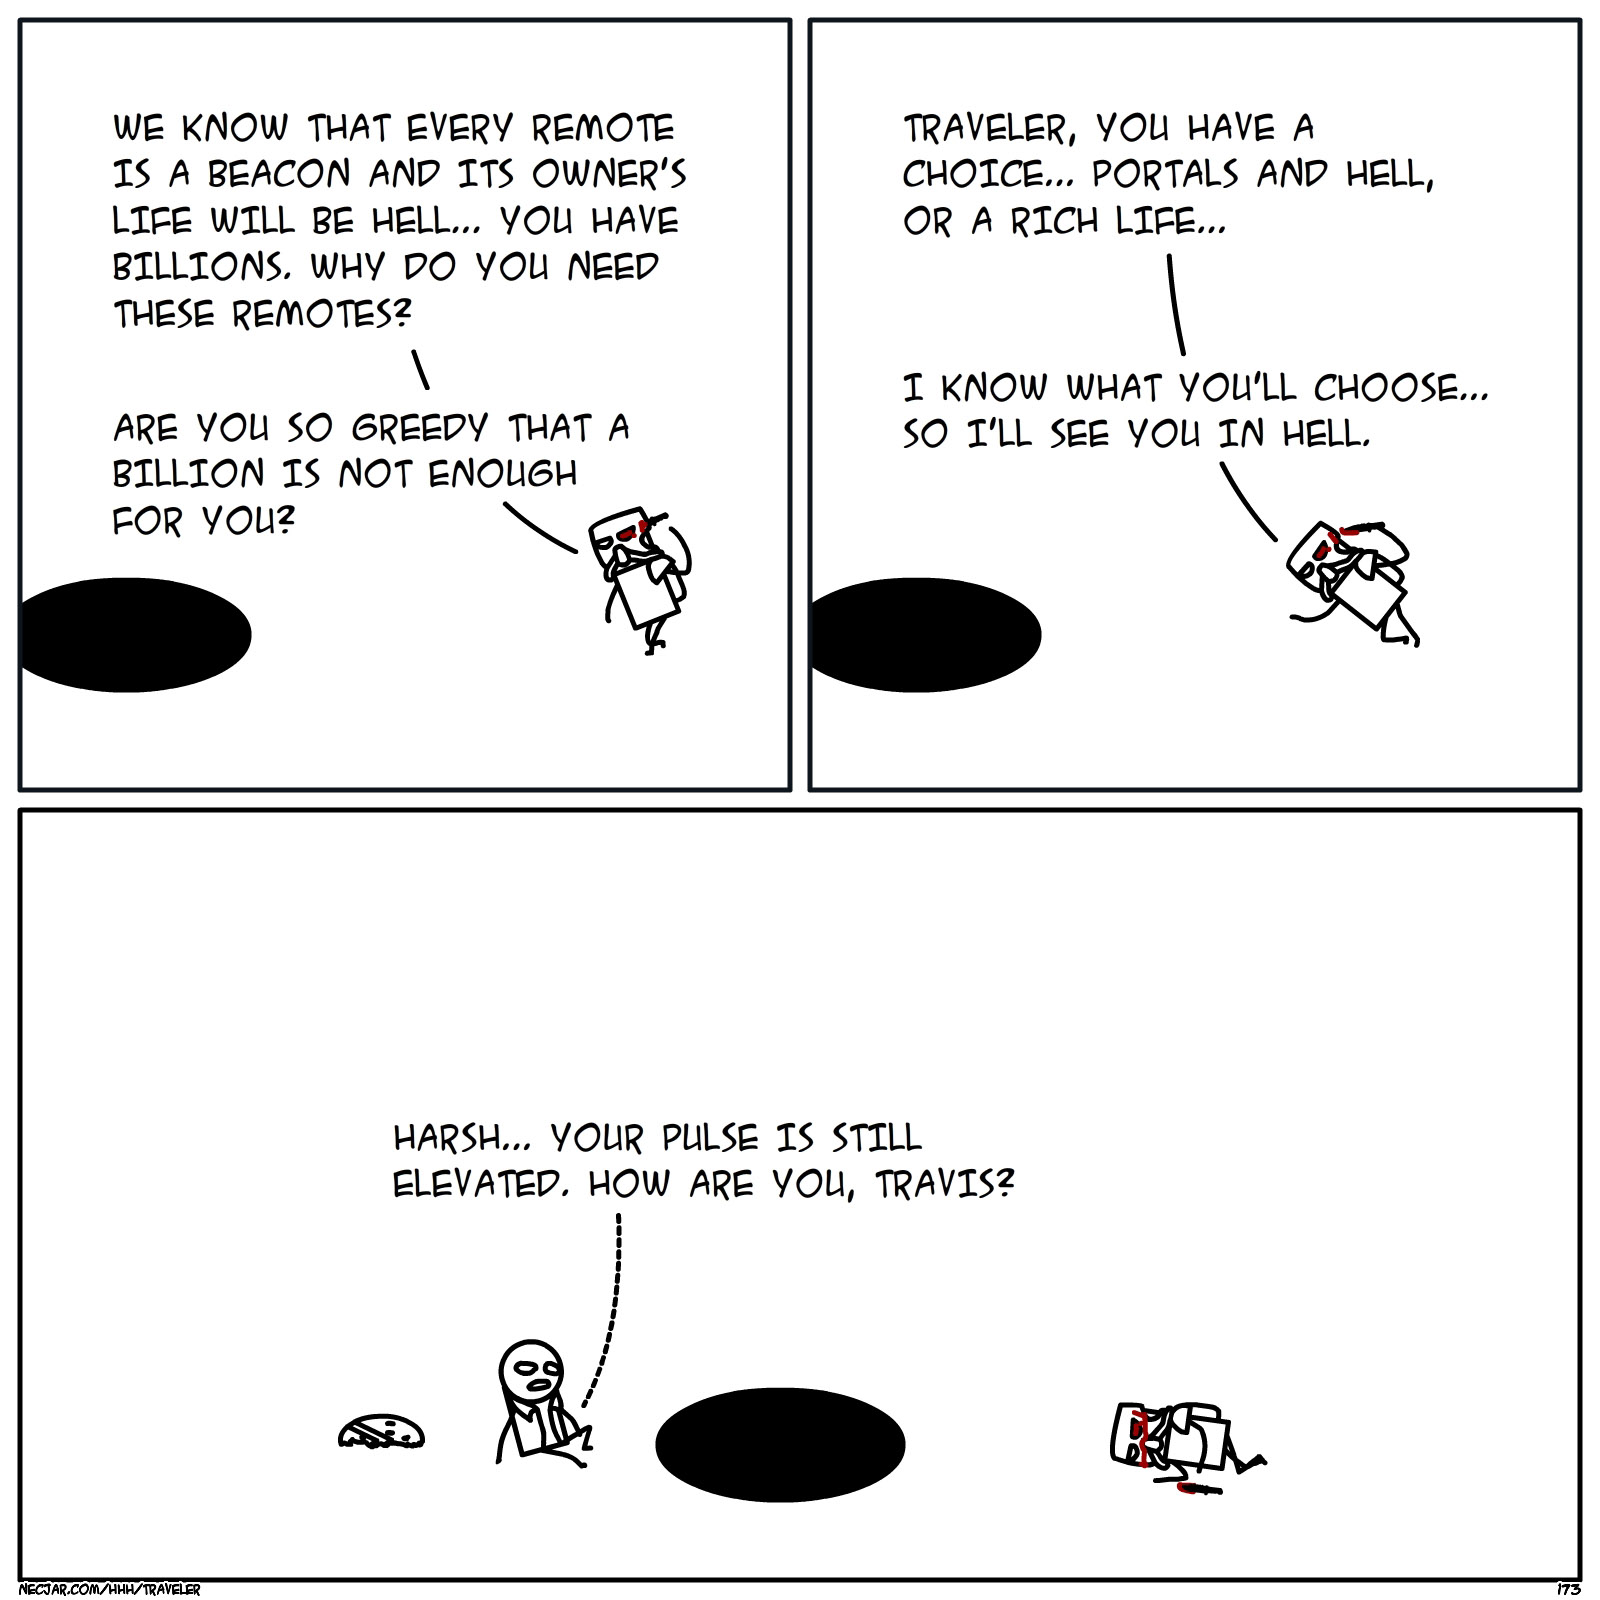 WE KNOW THAT EVERY REMOTE
IS A BEACON AND ITS OWNER'S
LIFE WILL BE HELL... YOU HAVE
BILLIONS. WHY DO YOU NEED
THESE REMOTES?
ARE YOU SO GREEDY THAT A
BILLION IS NOT ENOUGH
FOR YOU?
TRAVELER, YOU HAVE A
CHOICE... PORTALS AND HELL,
OR A RICH LIFE...
I KNOW WHAT YOU'LL CHOOSE...
SO I'LL SEE YOU IN HELL.
HARSH... YOUR PULSE IS STILL
ELEVATED. HOW ARE YOU, TRAVIS?
NECJAR.COM/HHH/TRAVELER
173